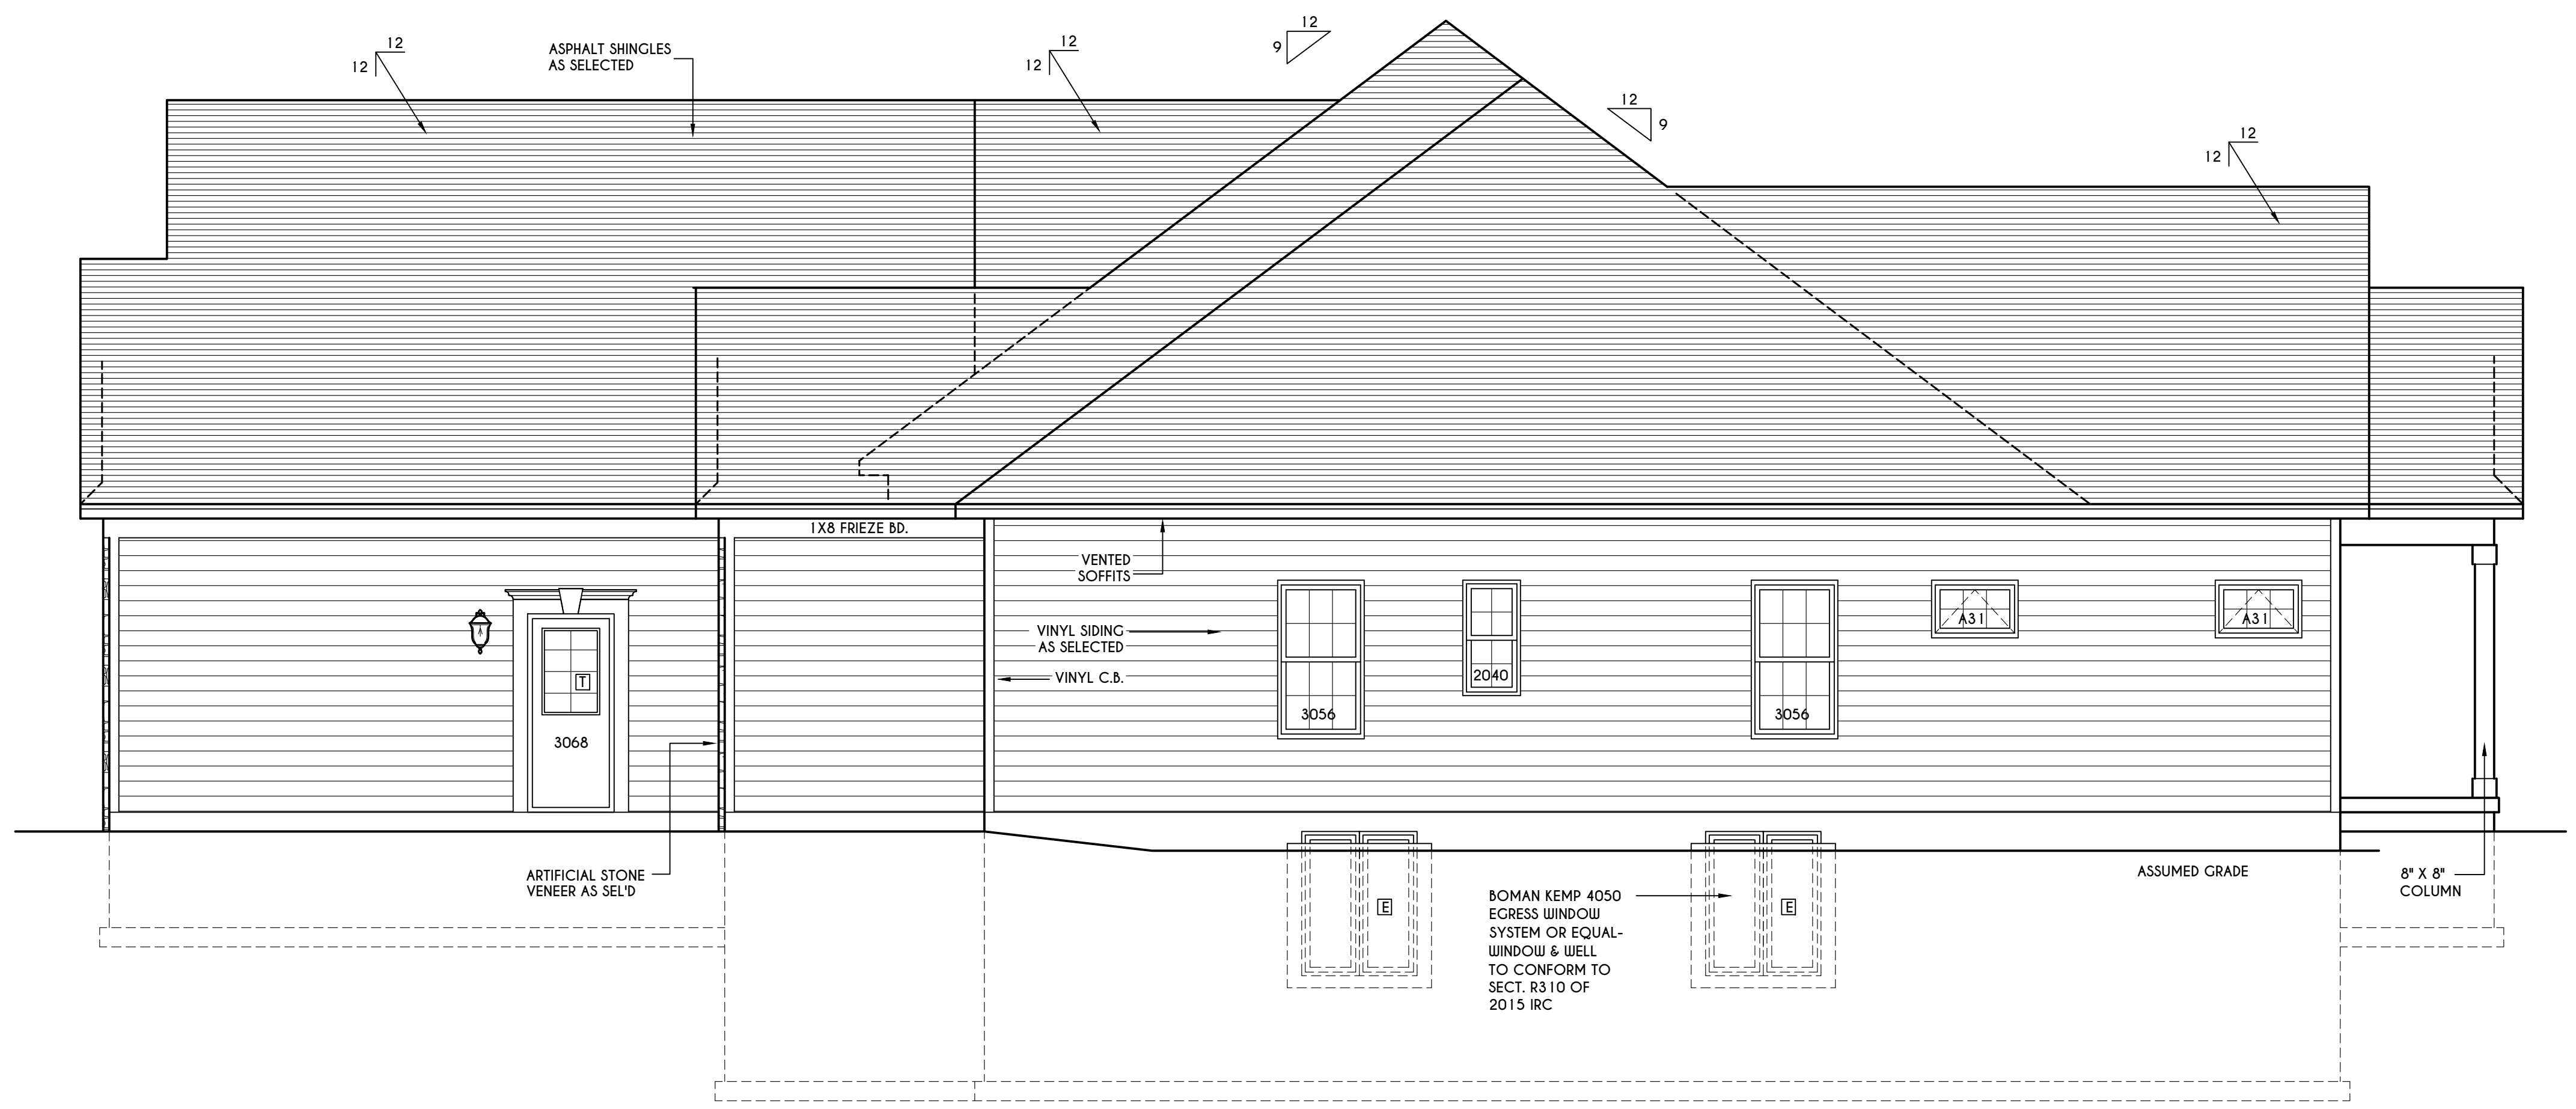 12
12
ASPHALT SHINGLES
AS SELECTED
12
12
12
9
12
9
12
12
1X8 FRIEZE BD.
VENTED
SOFFITS
VINYL SIDING
AS SELECTED
VINYL C.B.
T
3068
3056
2040
3056
A31
A31
ARTIFICIAL STONE
VENEER AS SEL'D
E
BOMAN KEMP 4050
EGRESS WINDOW
SYSTEM OR EQUAL-
WINDOW & WELL
TO CONFORM TO
SECT. R310 OF
2015 IRC
E
ASSUMED GRADE
8" X 8"
COLUMN